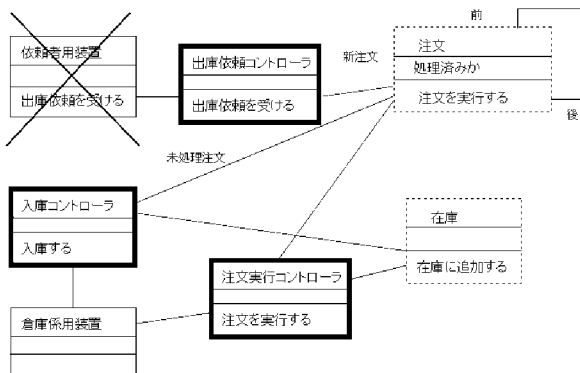 前
依頼者用装置
出庫依頼を受ける
出庫依頼コントローラ
出庫依頼を受ける
新注文
注文
処理済みか
注文を実行する
後
未処理注文
入庫コントローラ
入庫する
在庫
在庫に追加する
注文実行コントローラ
注文を実行する
倉庫係用装置